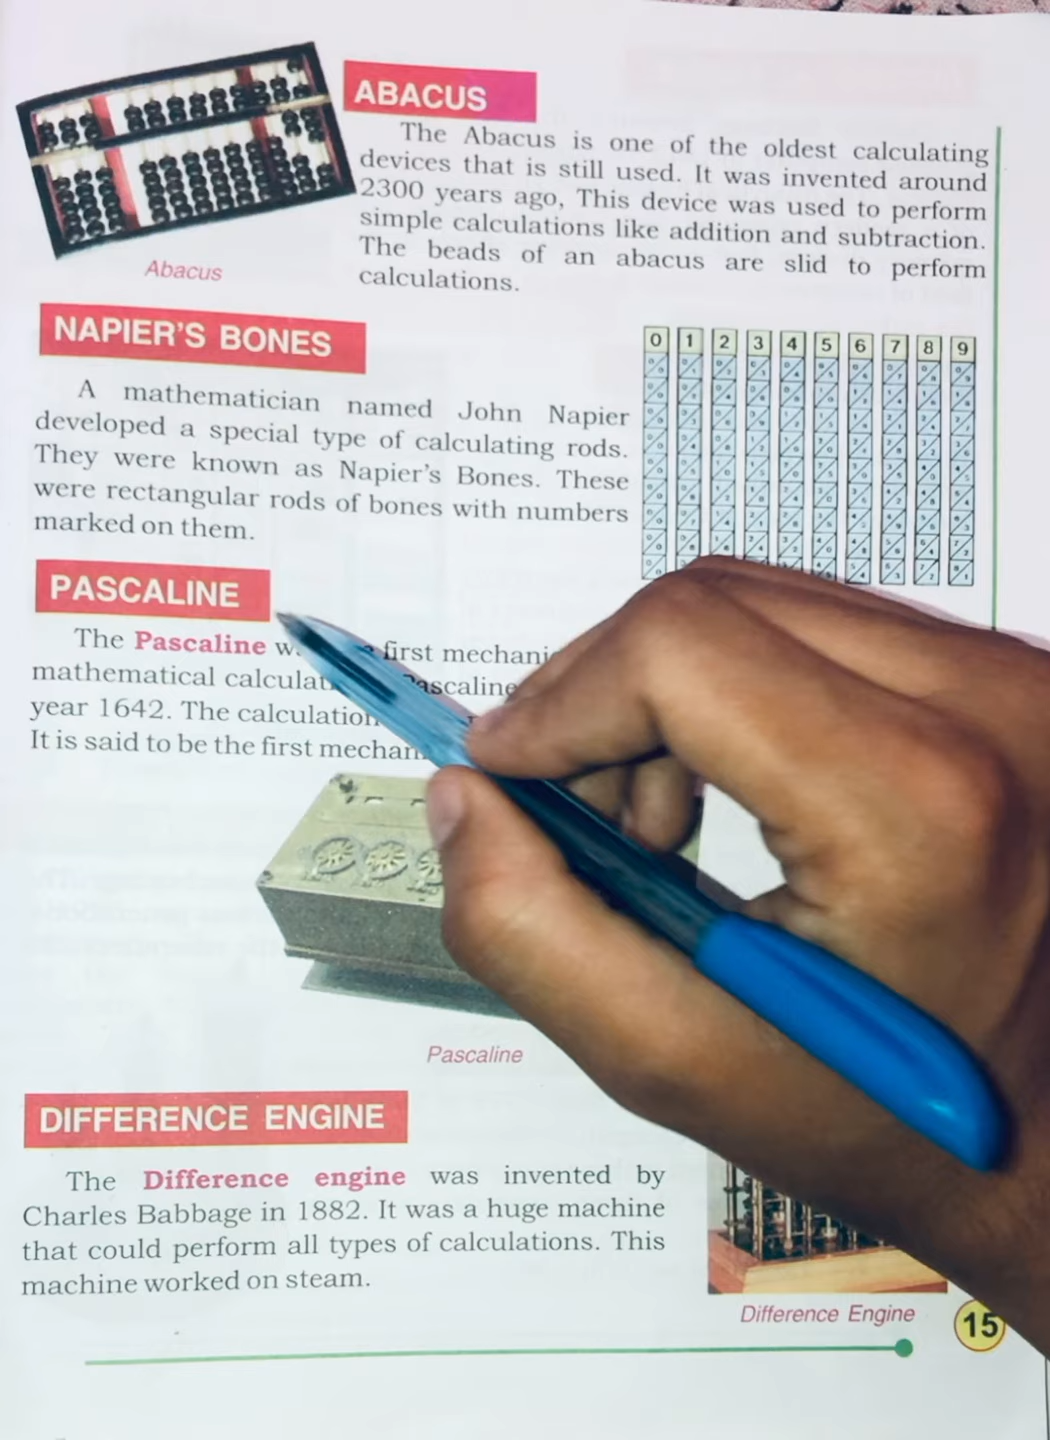 ABACUS
The Abacus is one of the oldest calculating
devices that is still used. It was invented around
2300 years ago, This device was used to perform
simple calculations like addition and subtraction.
The beads of an abacus are slid to perform
calculations.
Abacus
NAPIER'S BONES
0 1 2 3 4 5 6 7 8 9
A mathematician named John Napier
developed a special type of calculating rods.
They were known as Napier's Bones. These
were rectangular rods of bones with numbers
marked on them.
PASCALINE
The Pascaline first
mathematical
year 1642. The calculation
It is said to be the first
Pascaline
DIFFERENCE ENGINE
The Difference engine was invented by
Charles Babbage in 1882. It was a huge machine
that could perform all types of calculations. This
machine worked on steam.
Difference Engine
15